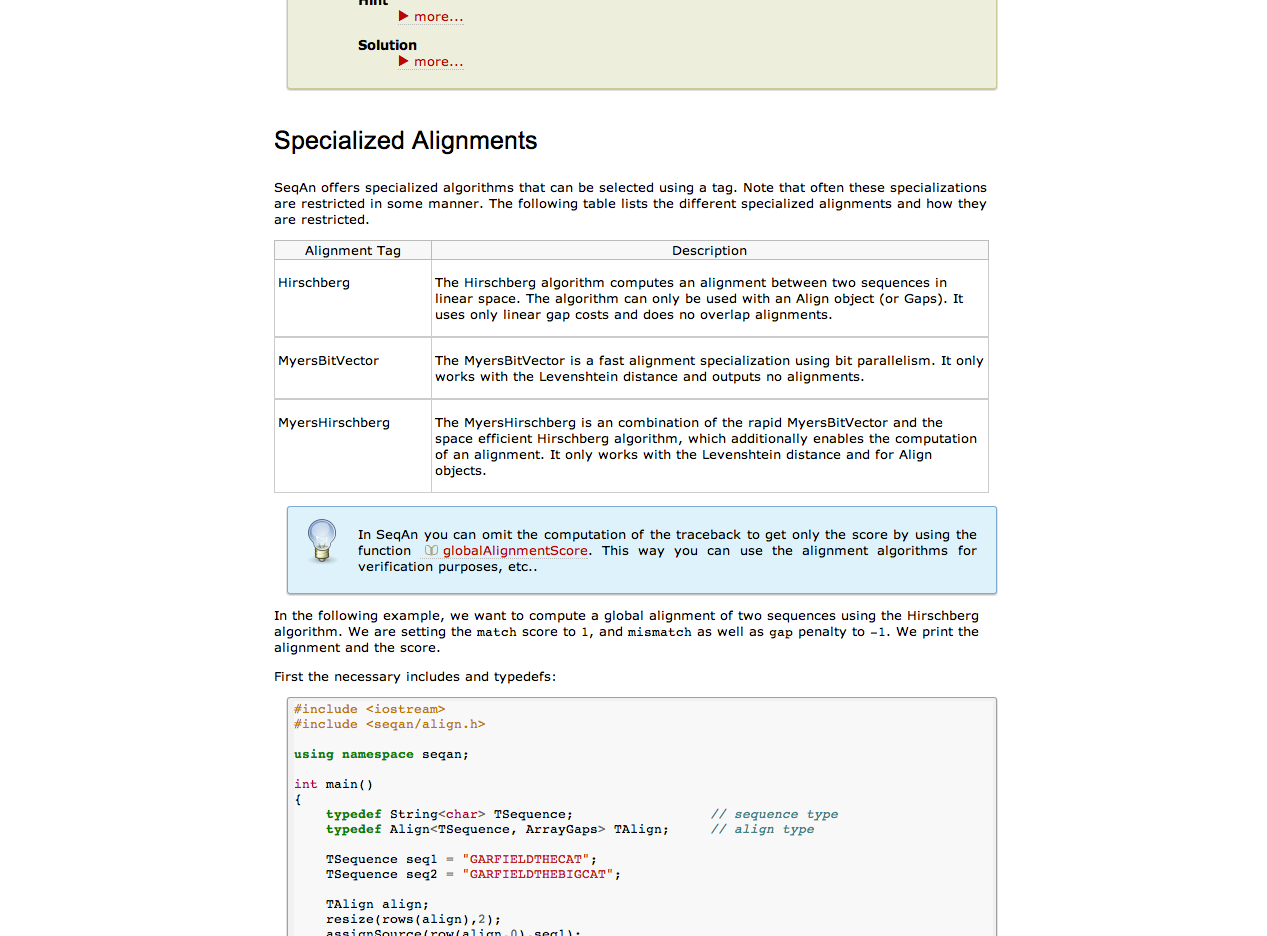 Hint
▶ more...
Solution
▶ more...
Specialized Alignments
SeqAn offers specialized algorithms that can be selected using a tag. Note that often these specializations
are restricted in some manner. The following table lists the different specialized alignments and how they
are restricted.
Alignment Tag Description
Hirschberg
The Hirschberg algorithm computes an alignment between two sequences in
linear space. The algorithm can only be used with an Align object (or Gaps). It
uses only linear gap costs and does no overlap alignments.
MyersBitVector
The MyersBitVector is a fast alignment specialization using bit parallelism. It only
works with the Levenshtein distance and outputs no alignments.
MyersHirschberg
The MyersHirschberg is an combination of the rapid MyersBitVector and the
space efficient Hirschberg algorithm, which additionally enables the computation
of an alignment. It only works with the Levenshtein distance and for Align
objects.
In SeqAn you can omit the computation of the traceback to get only the score by using the
function globalAlignmentScore. This way you can use the alignment algorithms for
verification purposes, etc..
In the following example, we want to compute a global alignment of two sequences using the Hirschberg
algorithm. We are setting the match score to 1, and mismatch as well as gap penalty to -1. We print the
alignment and the score.
First the necessary includes and typedefs:
#include <iostream>
#include <seqan/align.h>
using namespace seqan;
int main()
{
typedef String<char> TSequence; // sequence type
typedef Align<TSequence, ArrayGaps> TAlign; // align type
TSequence seq1 = "GARFIELDTHECAT";
TSequence seq2 = "GARFIELDTHEBIGCAT";
TAlign align;
resize(rows(align),2);
assignSource(row(align,0),seq1);